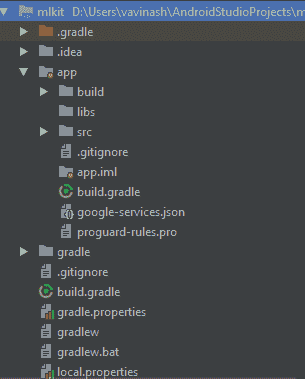 mlkit D:\Users\vavinash\AndroidStudioProjects\m
.gradle
.idea
app
build
libs
src
.gitignore
app.iml
build.gradle
google-services.json
proguard-rules.pro
gradle
.gitignore
build.gradle
gradle.properties
gradlew
gradlew.bat
local.properties